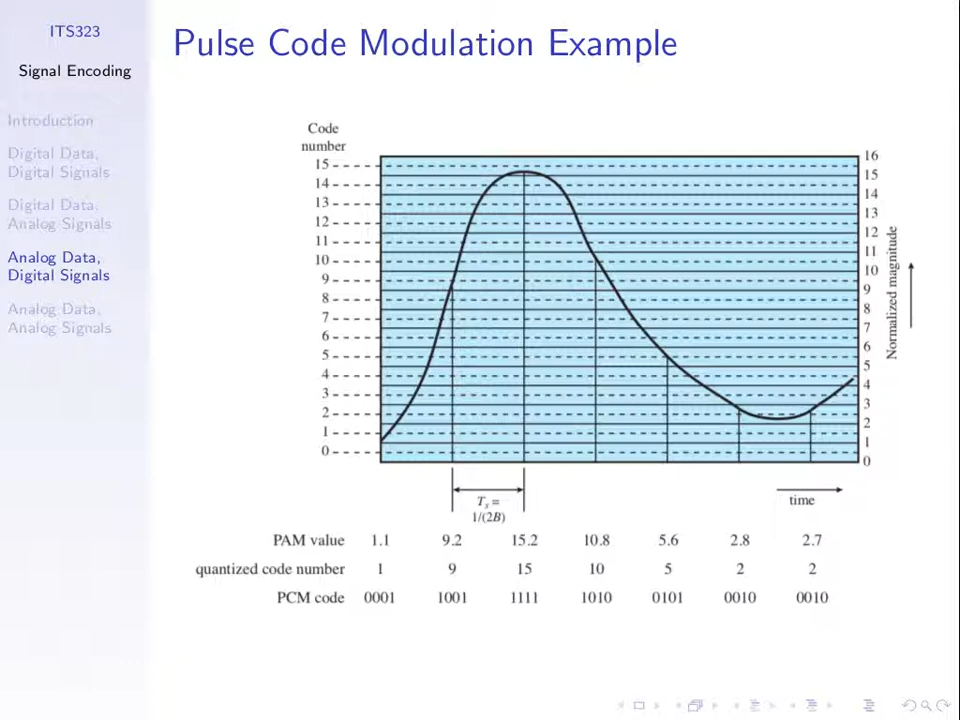 ITS323
Signal Encoding
Introduction
Digital Data,
Digital Signals
Digital Data,
Analog Signals
Analog Data,
Digital Signals
Analog Data,
Analog Signals
Pulse Code Modulation Example
Code
number
15
14
13
12
11
10
9
8
7
6
5
4
3
2
1
0
16
15
14
13
12
11
10
9
8
7
6
5
4
3
2
1
0
Normalized magnitude
Ts =
1/(2B)
time
PAM value 1.1 9.2 15.2 10.8 5.6 2.8 2.7
quantized code number 1 9 15 10 5 2 2
PCM code 0001 1001 1111 1010 0101 0010 0010